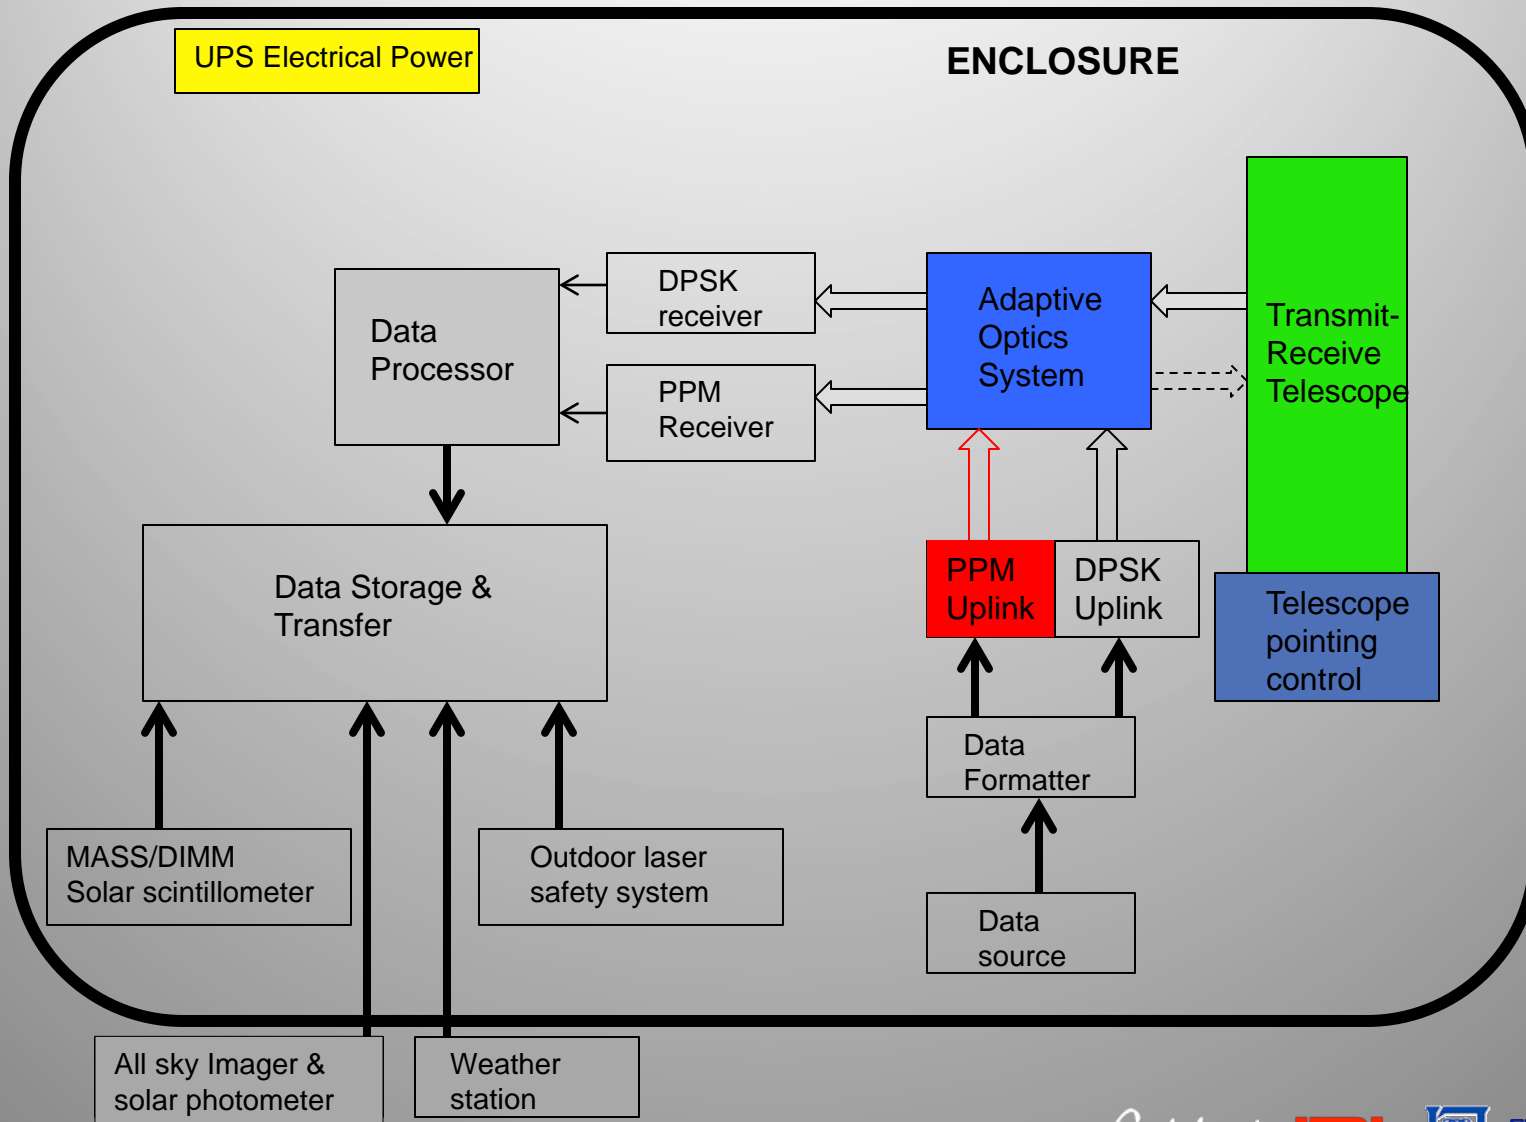 UPS Electrical Power
ENCLOSURE
DPSK
receiver
Adaptive
Optics
System
Transmit-
Receive
Telescope
Data
Processor
PPM
Receiver
PPM
Uplink
DPSK
Uplink
Telescope
pointing
control
Data Storage &
Transfer
Data
Formatter
MASS/DIMM
Solar scintillometer
Outdoor laser
safety system
Data
source
All sky Imager &
solar photometer
Weather
station